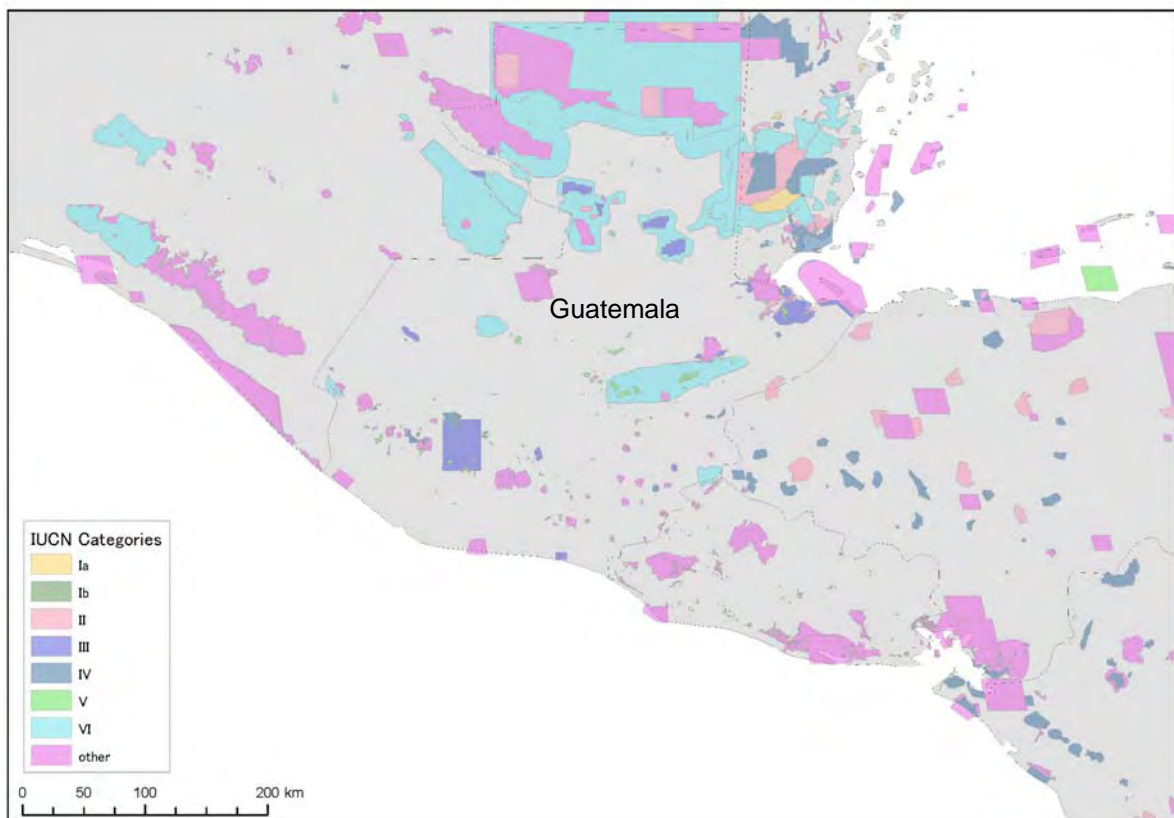 Guatemala
IUCN Categories
Ia
Ib
II
III
IV
V
VI
other
0 50 100 200 km